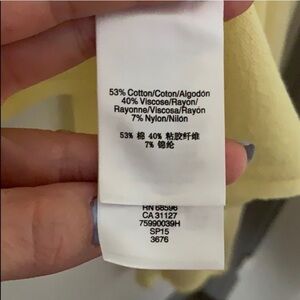 53% Cotton/Coton/Algodón
40% Viscose/Rayon/
Rayonne/Viscosa/Rayón
7% Nylon/Nilón
53% 棉 40% 粘胶纤维
7% 锦纶
RN 68596
CA 31127
75990039H
SP15
3676